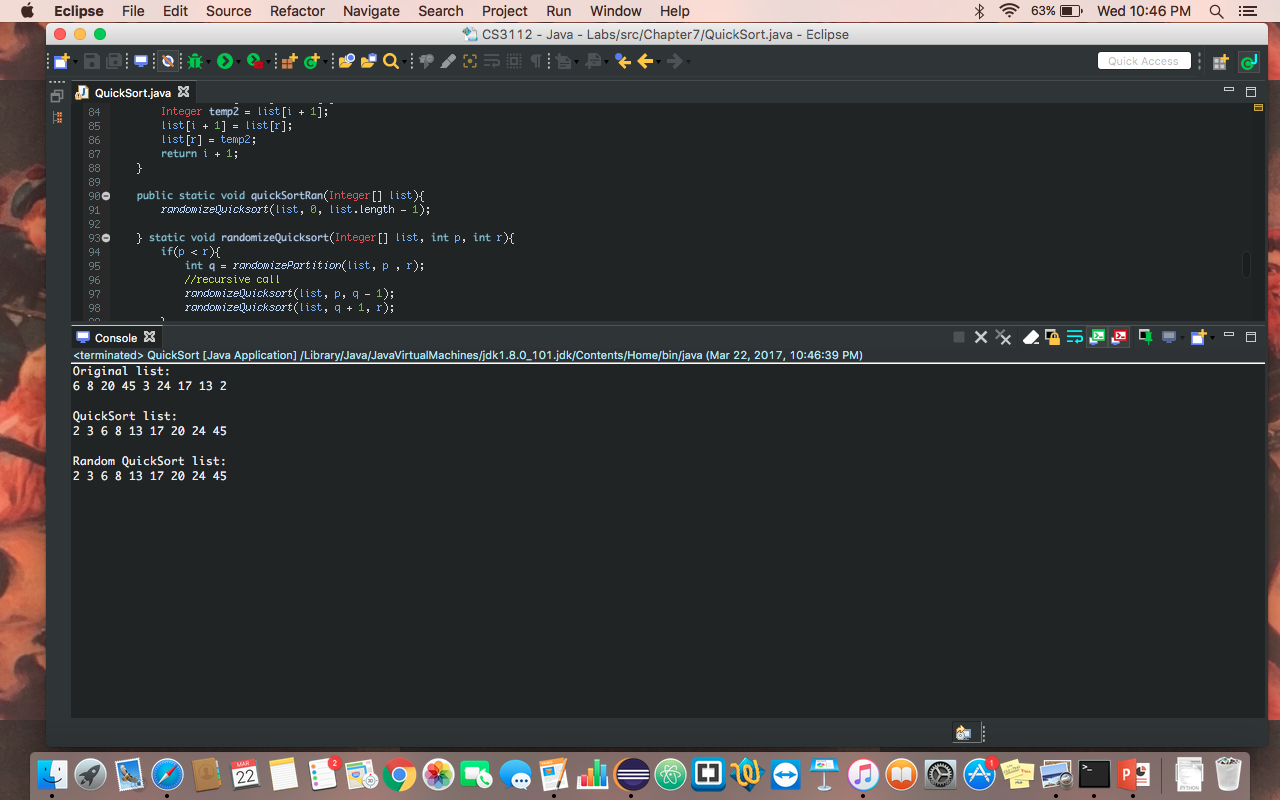 Eclipse File Edit Source Refactor Navigate Search Project Run Window Help 63% Wed 10:46 PM
CS3112 - Java - Labs/src/Chapter7/QuickSort.java - Eclipse
Quick Access
QuickSort.java
84 Integer temp2 = list[i + 1];
85 list[i + 1] = list[r];
86 list[r] = temp2;
87 return i + 1;
88 }
89
90 public static void quickSortRan(Integer[] list){
91 randomizeQuicksort(list, 0, list.length - 1);
92
93 } static void randomizeQuicksort(Integer[] list, int p, int r){
94 if(p < r){
95 int q = randomizePartition(list, p , r);
96 //recursive call
97 randomizeQuicksort(list, p, q - 1);
98 randomizeQuicksort(list, q + 1, r);
Console
<terminated> QuickSort [Java Application] /Library/Java/JavaVirtualMachines/jdk1.8.0_101.jdk/Contents/Home/bin/java (Mar 22, 2017, 10:46:39 PM)
Original list:
6 8 20 45 3 24 17 13 2
QuickSort list:
2 3 6 8 13 17 20 24 45
Random QuickSort list:
2 3 6 8 13 17 20 24 45
MAR
22
2
1
PYTHON